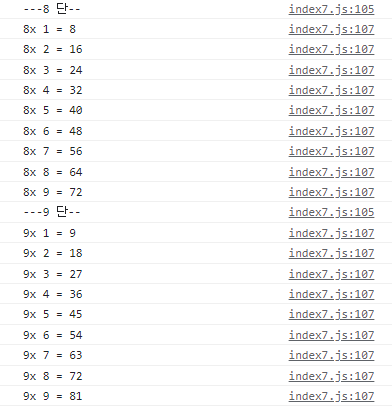 ---8 단-- index7.js:105
8x 1 = 8 index7.js:107
8x 2 = 16 index7.js:107
8x 3 = 24 index7.js:107
8x 4 = 32 index7.js:107
8x 5 = 40 index7.js:107
8x 6 = 48 index7.js:107
8x 7 = 56 index7.js:107
8x 8 = 64 index7.js:107
8x 9 = 72 index7.js:107
---9 단-- index7.js:105
9x 1 = 9 index7.js:107
9x 2 = 18 index7.js:107
9x 3 = 27 index7.js:107
9x 4 = 36 index7.js:107
9x 5 = 45 index7.js:107
9x 6 = 54 index7.js:107
9x 7 = 63 index7.js:107
9x 8 = 72 index7.js:107
9x 9 = 81 index7.js:107